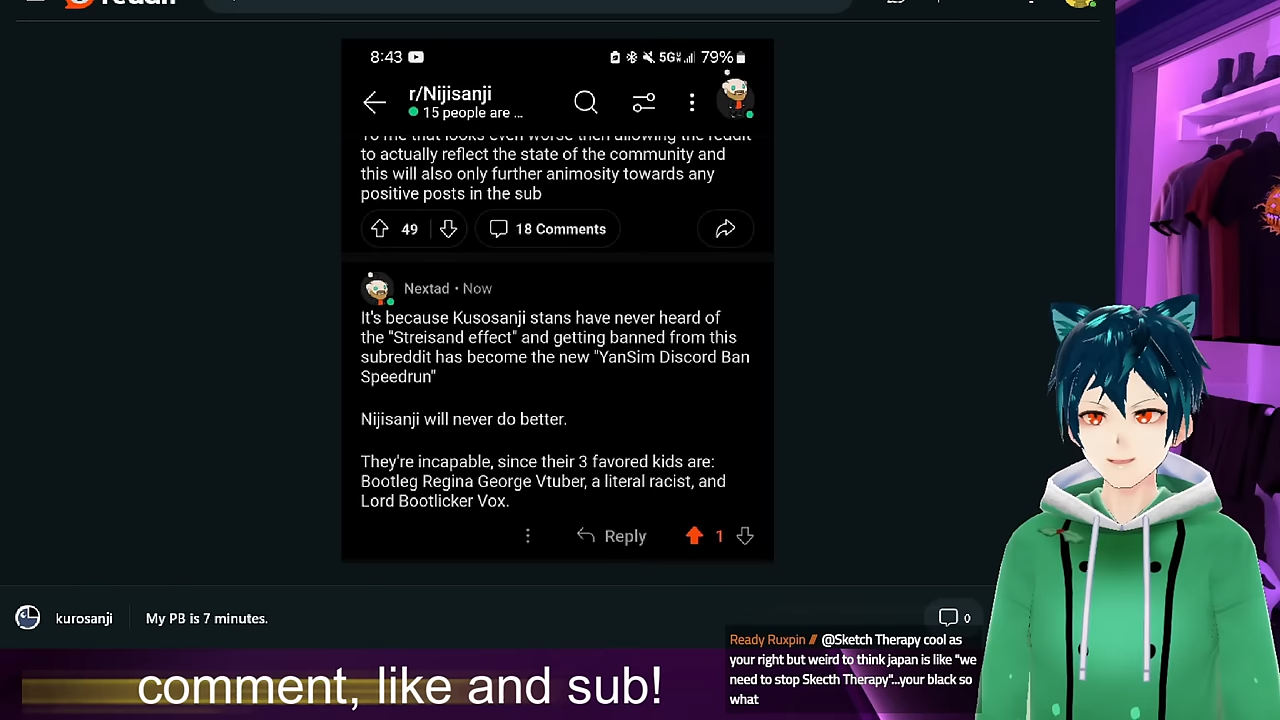 8:43
5G
79%
r/Nijisanji
15 people are ...
to actually reflect the state of the community and
this will also only further animosity towards any
positive posts in the sub
49
18 Comments
Nextad • Now
It's because Kusosanji stans have never heard of
the "Streisand effect" and getting banned from this
subreddit has become the new "YanSim Discord Ban
Speedrun"
Nijisanji will never do better.
They're incapable, since their 3 favored kids are:
Bootleg Regina George Vtuber, a literal racist, and
Lord Bootlicker Vox.
Reply
1
kurosanji
My PB is 7 minutes.
0
Ready Ruxpin // @Sketch Therapy cool as
your right but weird to think japan is like "we
need to stop Skecth Therapy"...your black so
what
comment, like and sub!